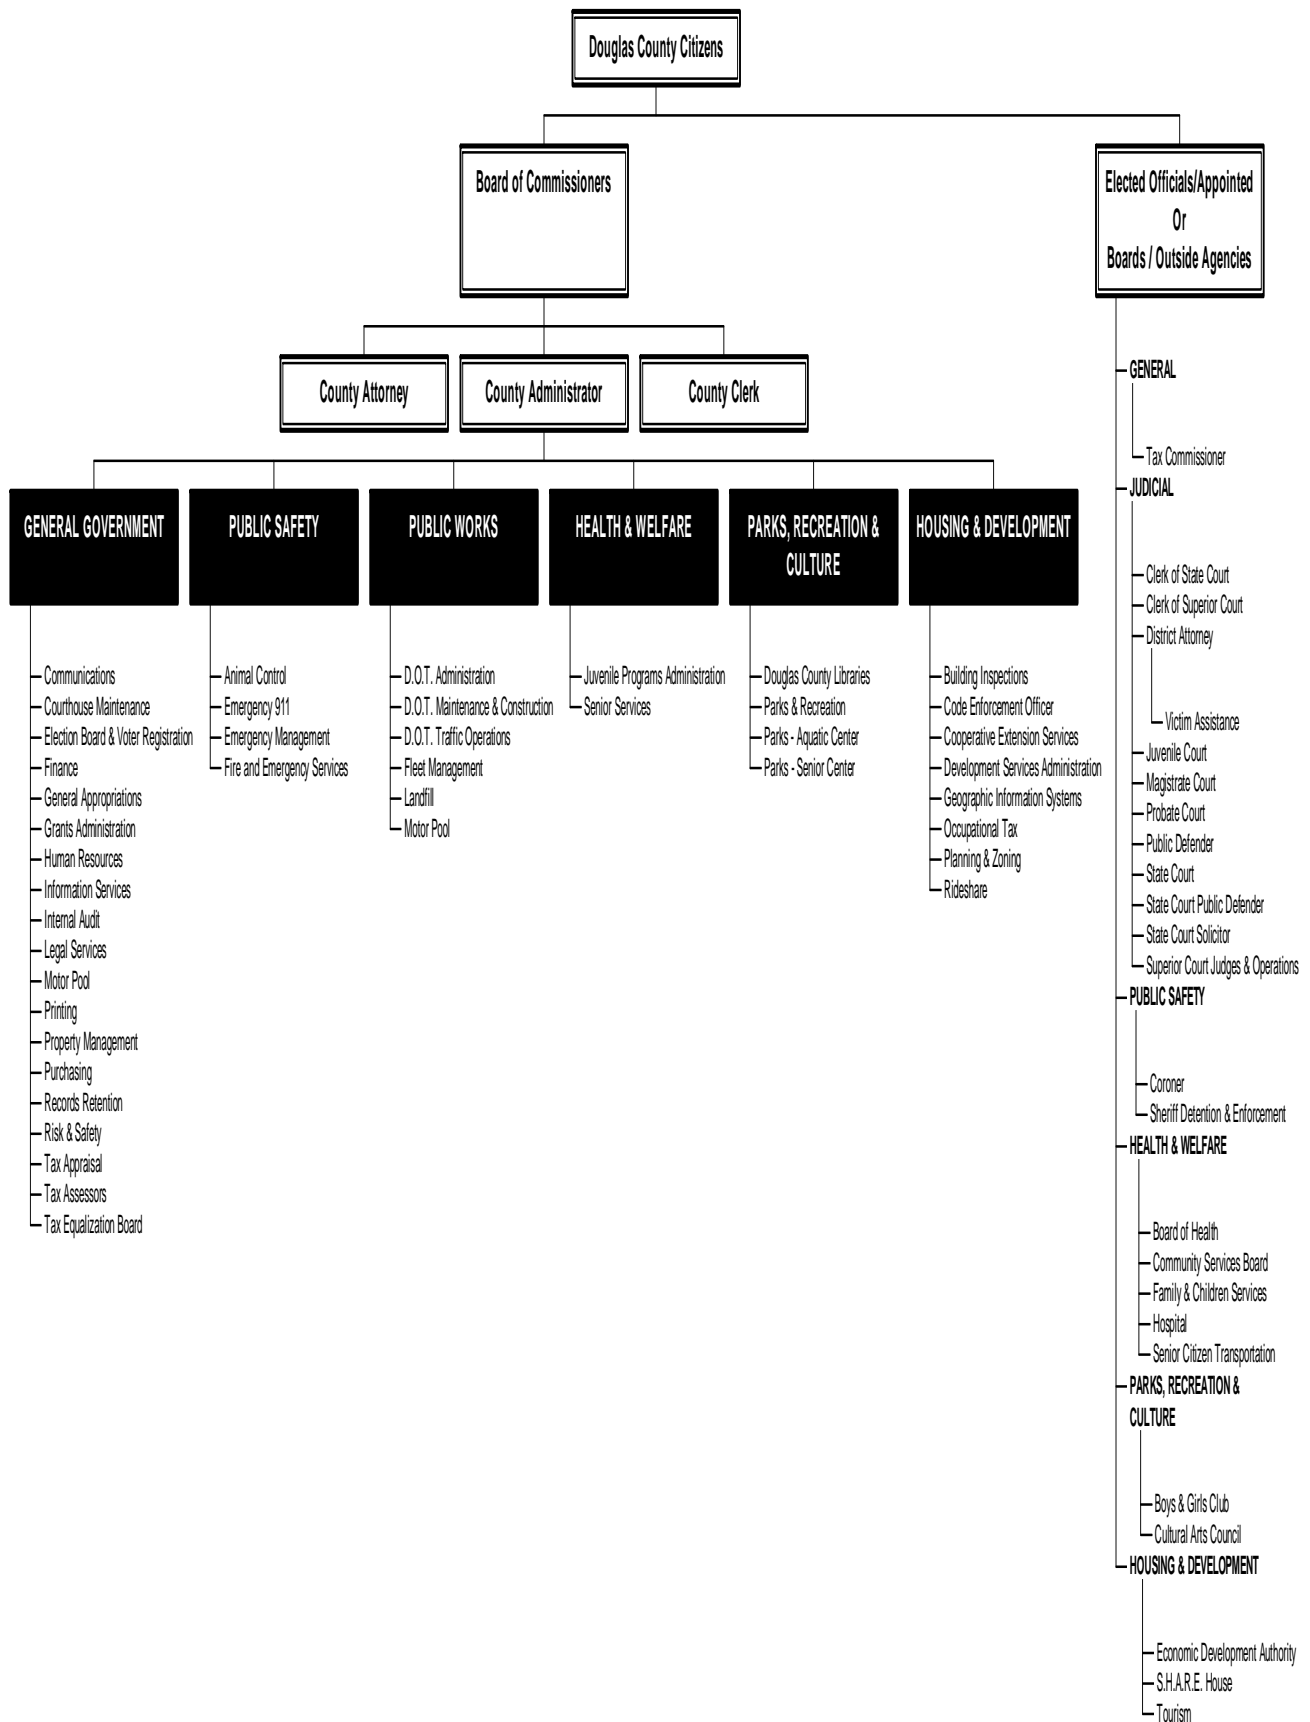 Douglas County Citizens
Board of Commissioners
Elected Officials/Appointed
Or
Boards / Outside Agencies
County Attorney
County Administrator
County Clerk
GENERAL GOVERNMENT
Communications
Courthouse Maintenance
Election Board & Voter Registration
Finance
General Appropriations
Grants Administration
Human Resources
Information Services
Internal Audit
Legal Services
Motor Pool
Printing
Property Management
Purchasing
Records Retention
Risk & Safety
Tax Appraisal
Tax Assessors
Tax Equalization Board
PUBLIC SAFETY
Animal Control
Emergency 911
Emergency Management
Fire and Emergency Services
PUBLIC WORKS
D.O.T. Administration
D.O.T. Maintenance & Construction
D.O.T. Traffic Operations
Fleet Management
Landfill
Motor Pool
HEALTH & WELFARE
Juvenile Programs Administration
Senior Services
PARKS, RECREATION &
CULTURE
Douglas County Libraries
Parks & Recreation
Parks - Aquatic Center
Parks - Senior Center
HOUSING & DEVELOPMENT
Building Inspections
Code Enforcement Officer
Cooperative Extension Services
Development Services Administration
Geographic Information Systems
Occupational Tax
Planning & Zoning
Rideshare
GENERAL
Tax Commissioner
JUDICIAL
Clerk of State Court
Clerk of Superior Court
District Attorney
Victim Assistance
Juvenile Court
Magistrate Court
Probate Court
Public Defender
State Court
State Court Public Defender
State Court Solicitor
Superior Court Judges & Operations
PUBLIC SAFETY
Coroner
Sheriff Detention & Enforcement
HEALTH & WELFARE
Board of Health
Community Services Board
Family & Children Services
Hospital
Senior Citizen Transportation
PARKS, RECREATION &
CULTURE
Boys & Girls Club
Cultural Arts Council
HOUSING & DEVELOPMENT
Economic Development Authority
S.H.A.R.E. House
Tourism